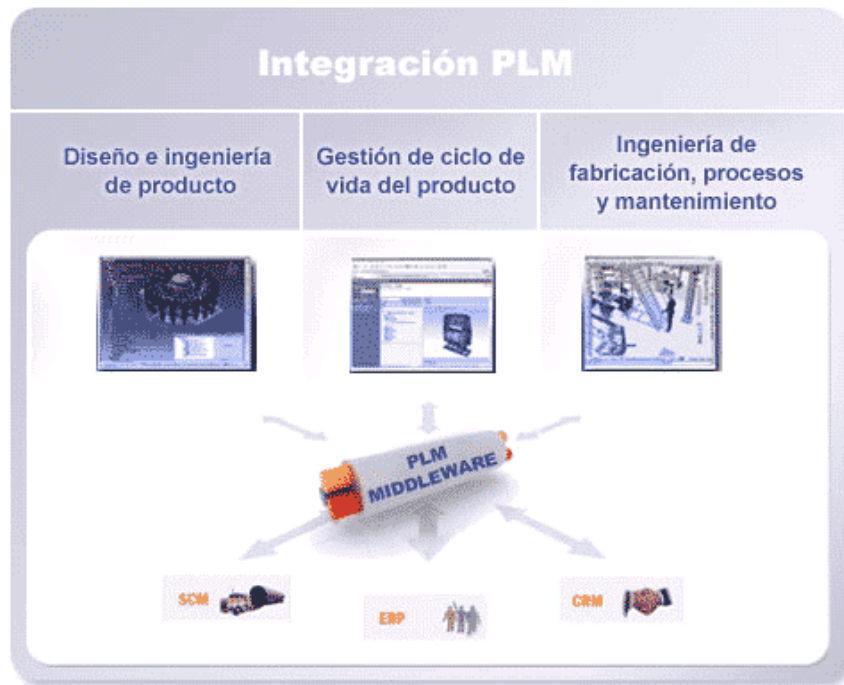 Integración PLM
Diseño e ingeniería
de producto
Gestión de ciclo de
vida del producto
Ingeniería de
fabricación, procesos
y mantenimiento
PLM
MIDDLEWARE
SCM
ERP
CRM